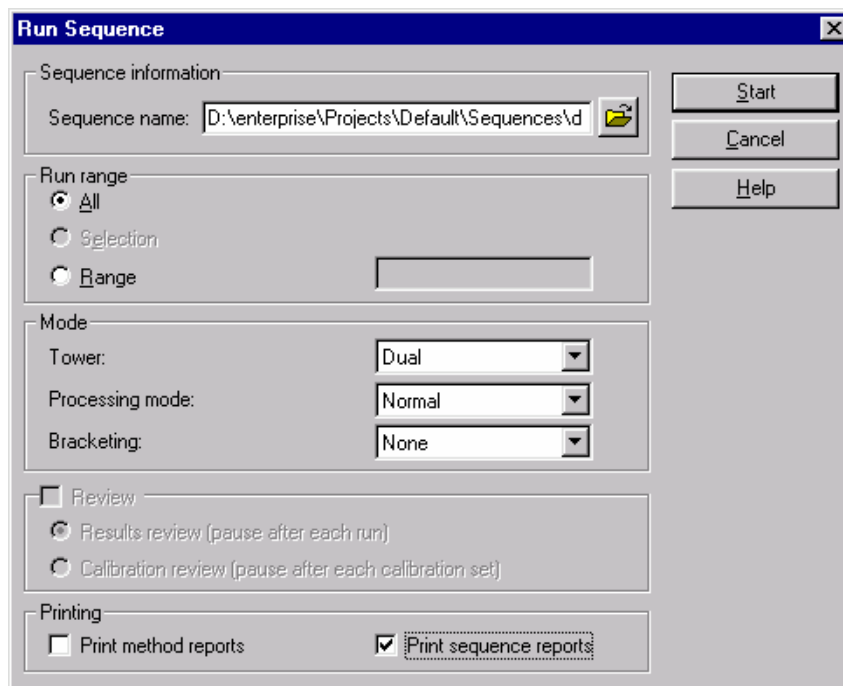 Run Sequence
Sequence information
Sequence name: D:\enterprise\Projects\Default\Sequences\d
Start
Cancel
Help
Run range
All
Selection
Range
Mode
Tower: Dual
Processing mode: Normal
Bracketing: None
Review
Results review (pause after each run)
Calibration review (pause after each calibration set)
Printing
Print method reports Print sequence reports